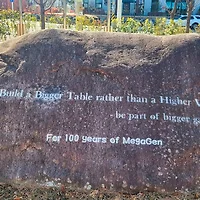 Build a Bigger Table rather than a Higher
- be part of bigger
For 100 years of MegaGen